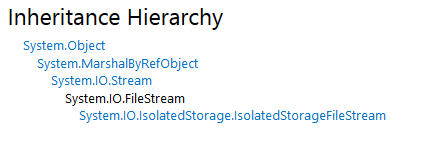 Inheritance Hierarchy
System.Object
System.MarshalByRefObject
System.IO.Stream
System.IO.FileStream
System.IO.IsolatedStorage.IsolatedStorageFileStream